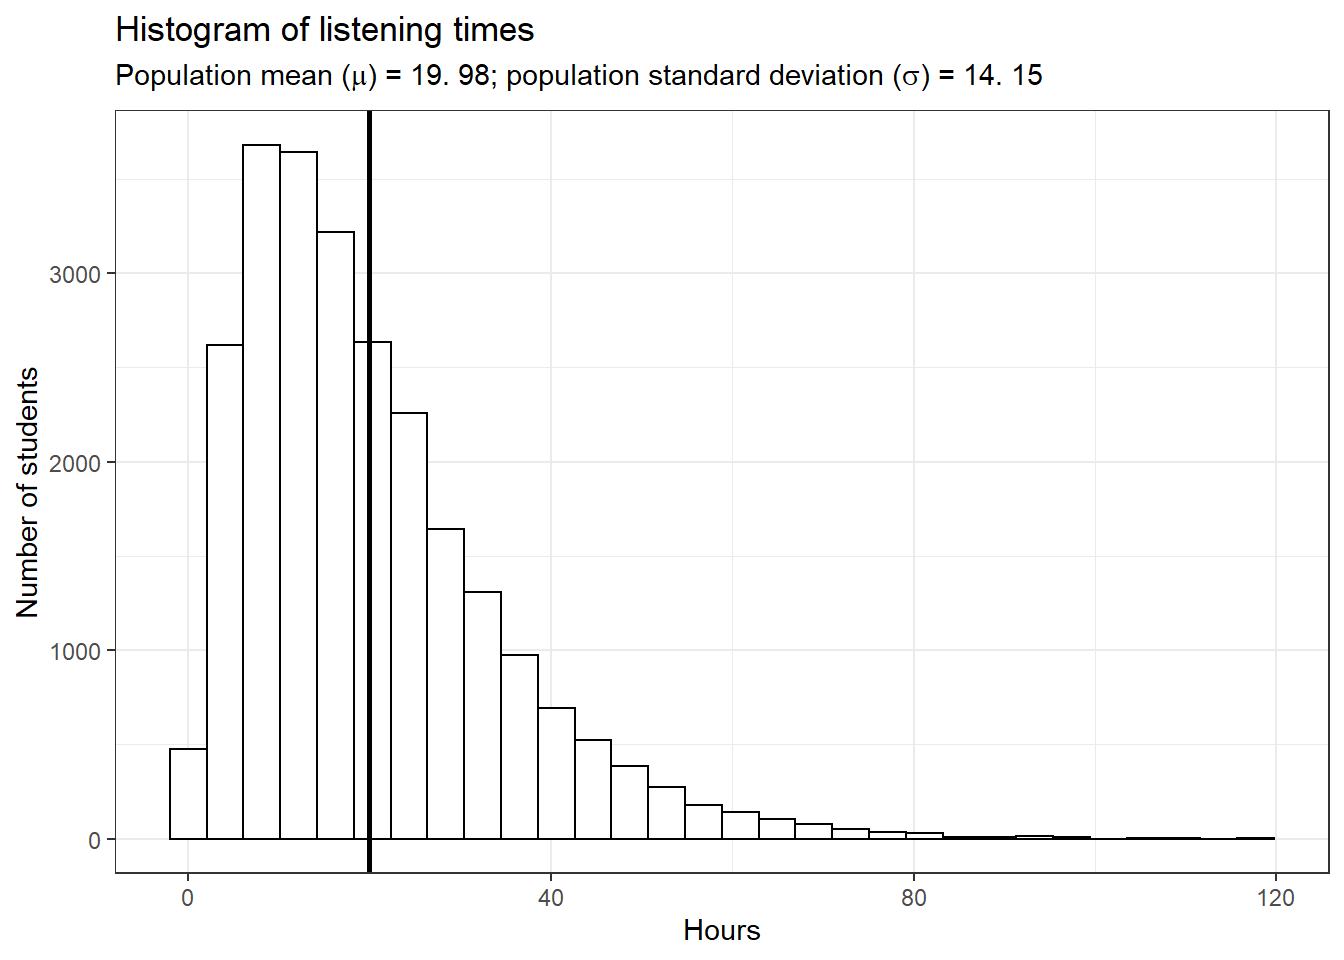 Histogram of listening times
Population mean (μ) = 19. 98; population standard deviation (σ) = 14. 15
Number of students
3000
2000
1000
0
0 40 80 120
Hours